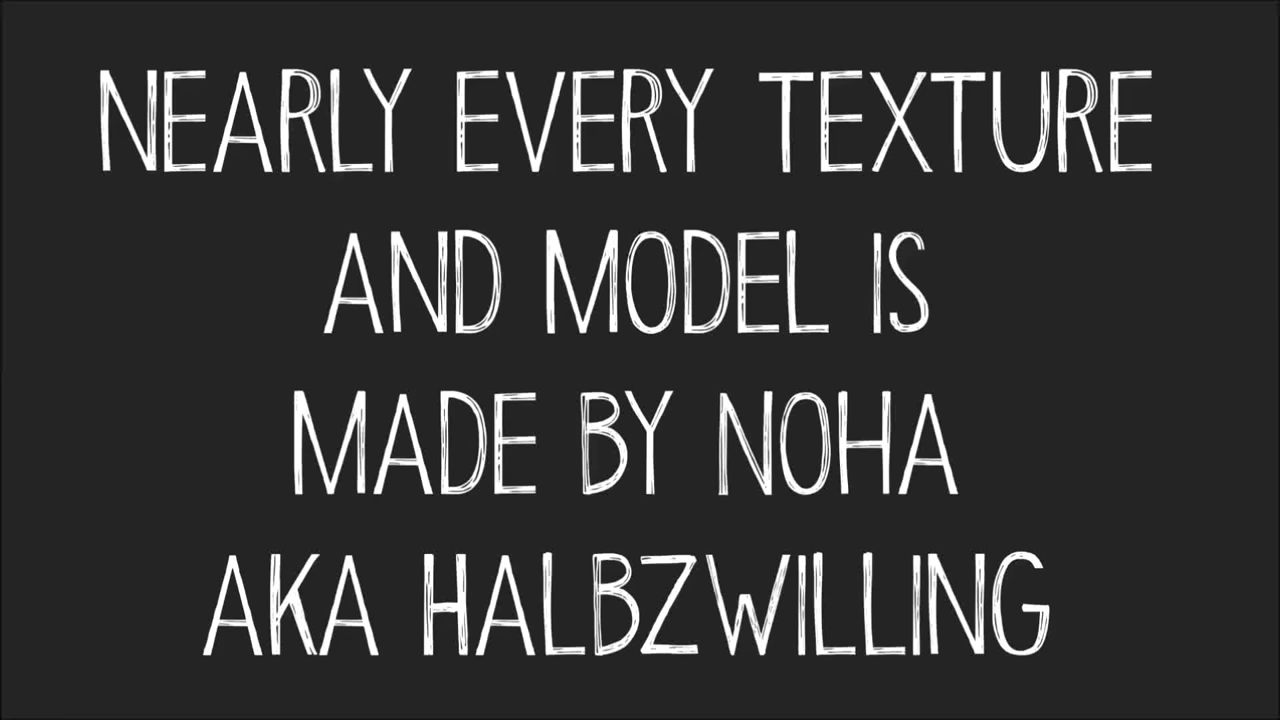 NEARLY EVERY TEXTURE
AND MODEL IS
MADE BY NOHA
AKA HALBZWILLING